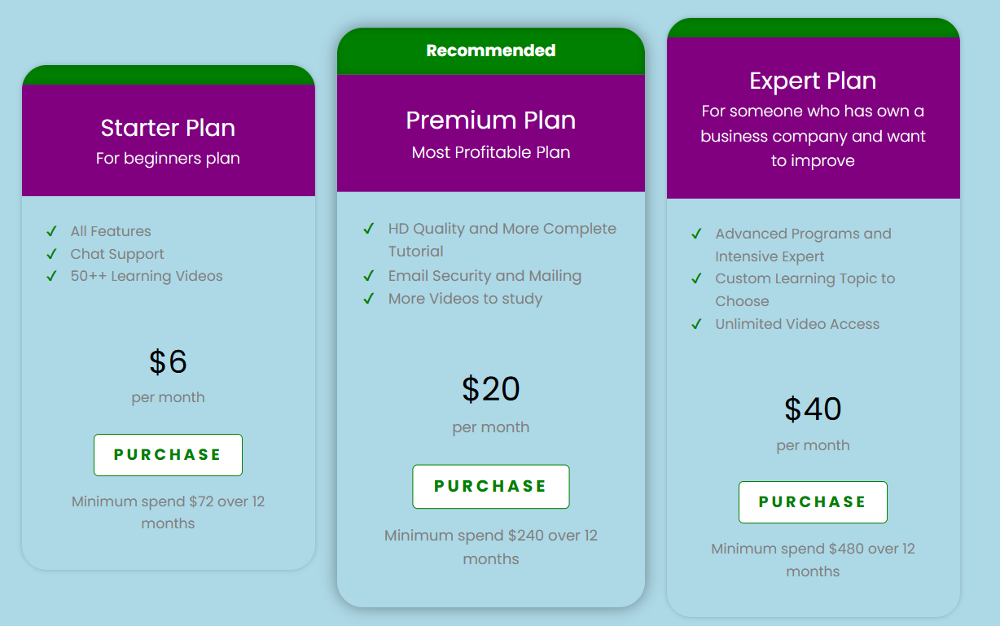 Starter Plan
For beginners plan
✓ All Features
✓ Chat Support
✓ 50++ Learning Videos
$6
per month
PURCHASE
Minimum spend $72 over 12
months
Recommended
Premium Plan
Most Profitable Plan
✓ HD Quality and More Complete
Tutorial
✓ Email Security and Mailing
✓ More Videos to study
$20
per month
PURCHASE
Minimum spend $240 over 12
months
Expert Plan
For someone who has own a
business company and want
to improve
✓ Advanced Programs and
Intensive Expert
✓ Custom Learning Topic to
Choose
✓ Unlimited Video Access
$40
per month
PURCHASE
Minimum spend $480 over 12
months